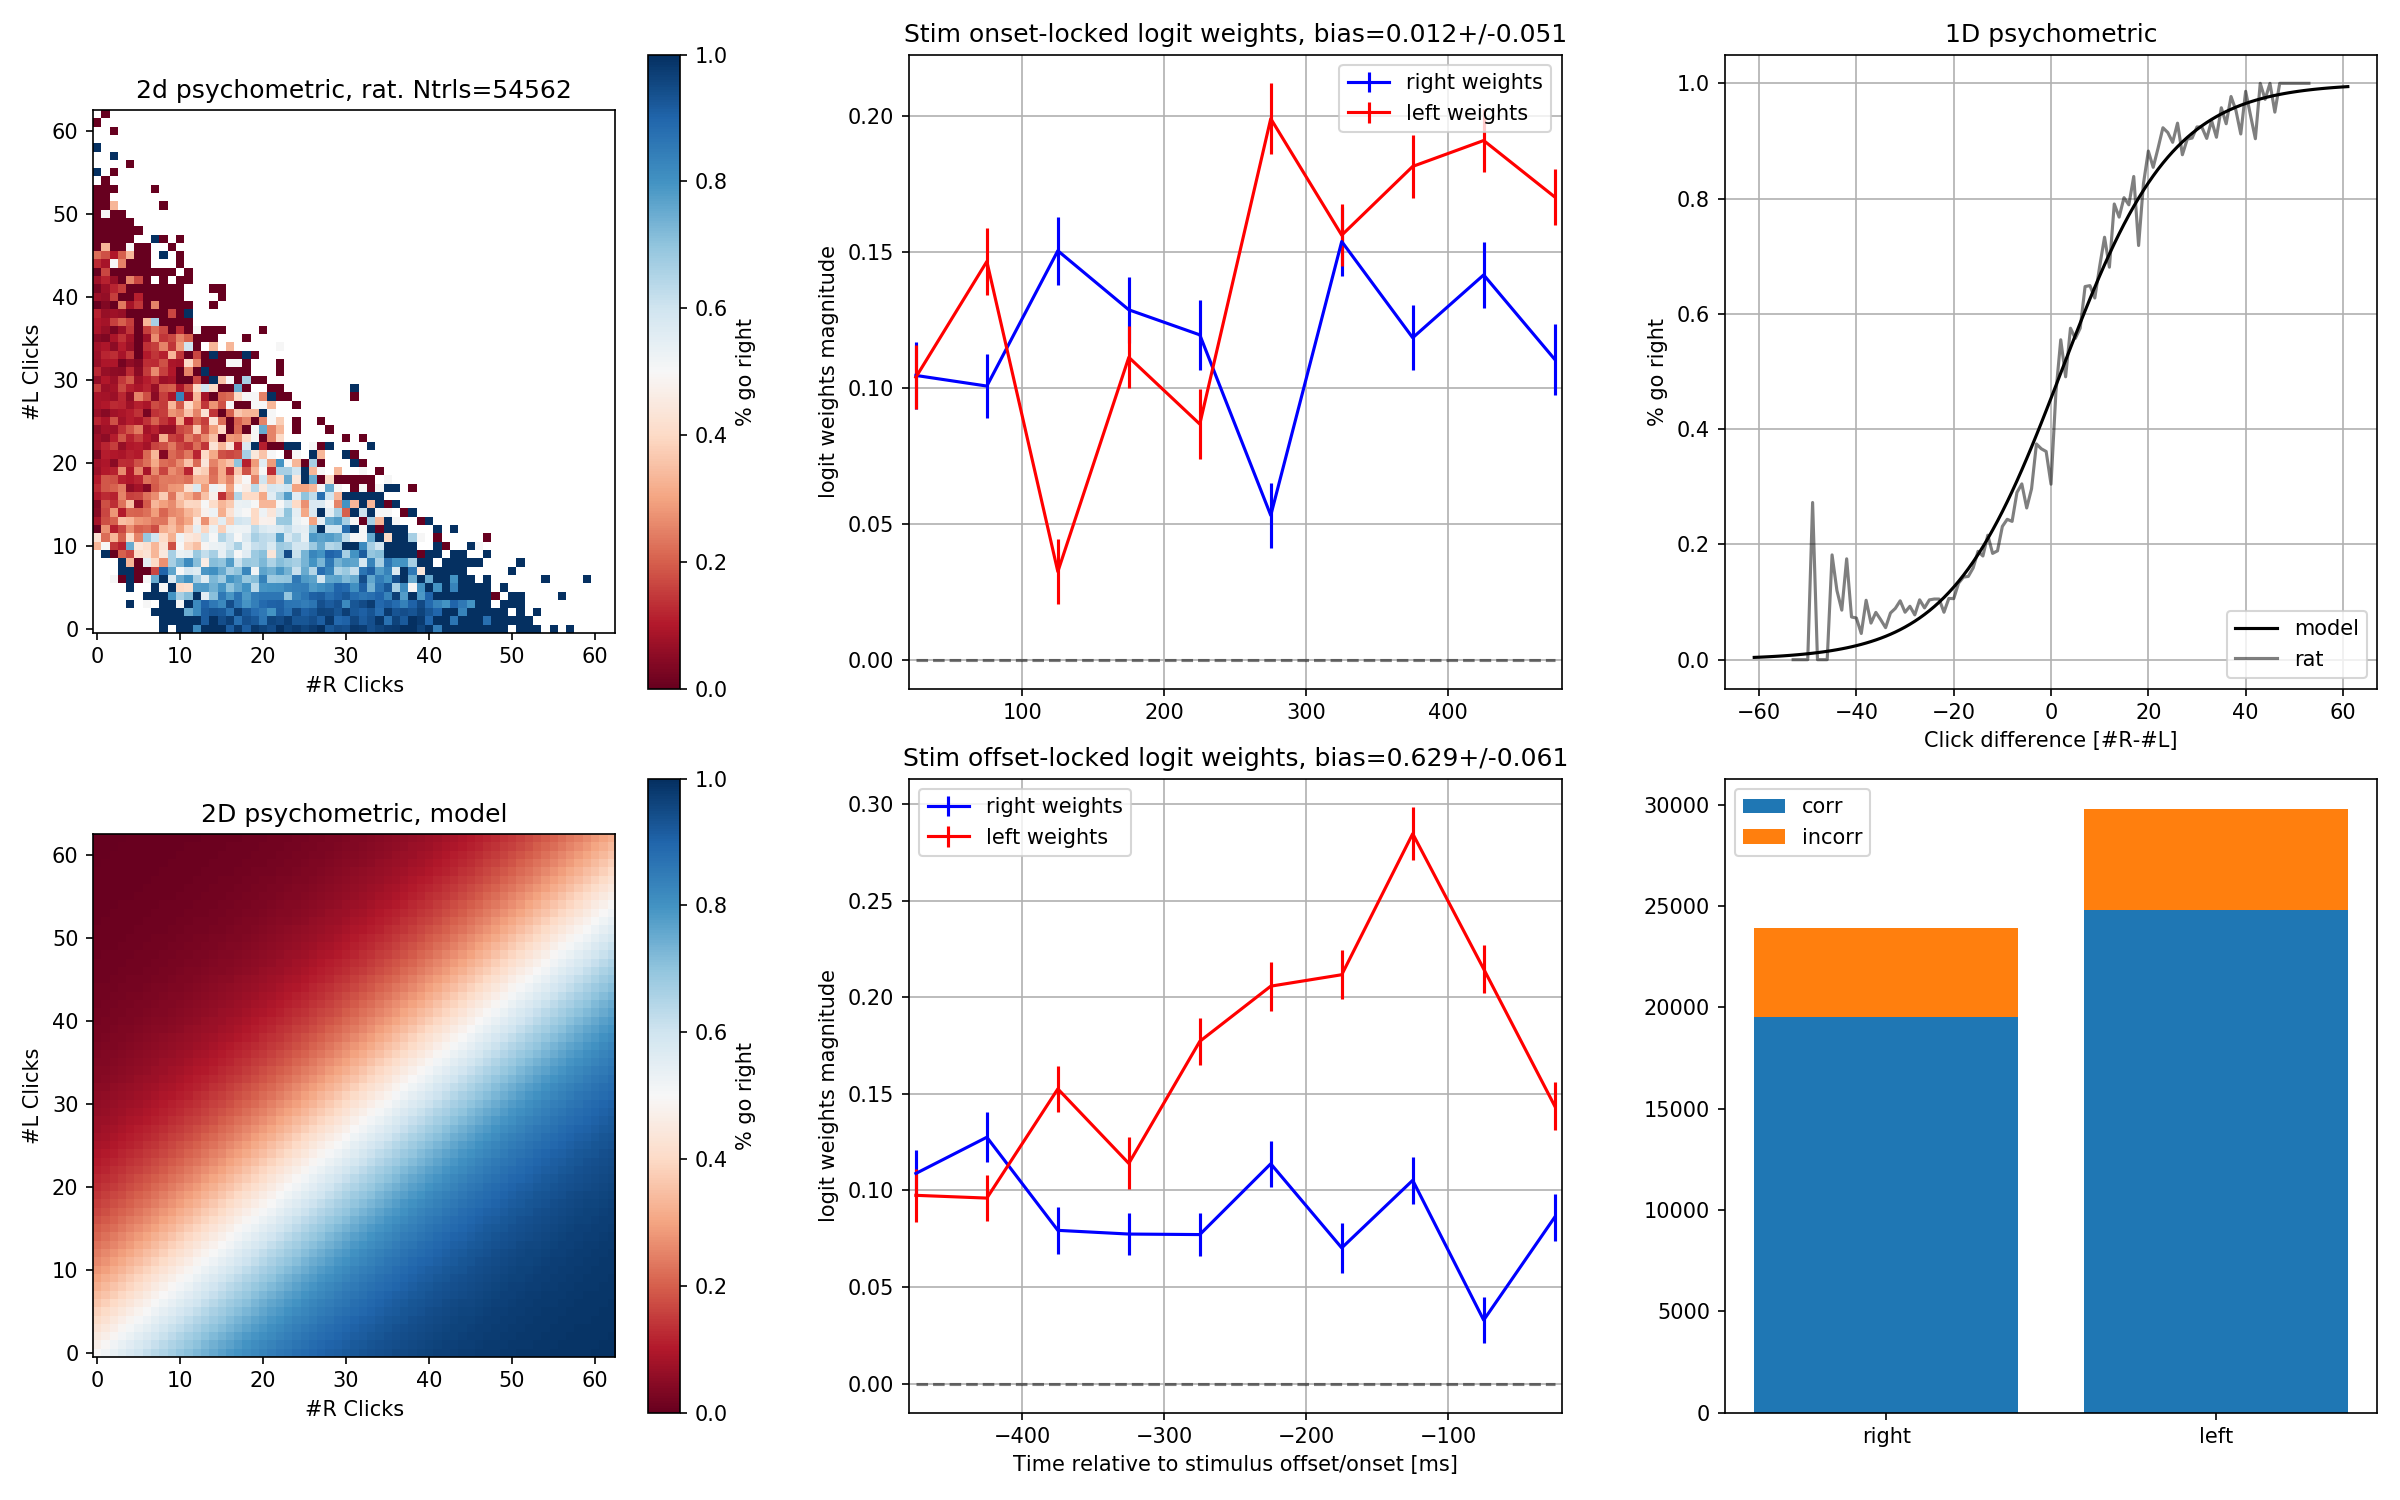 2d psychometric, rat. Ntrls=54562
60
50
40
30
20
10
0
#L Clicks
0 10 20 30 40 50 60
#R Clicks
1.0
0.8
0.6
0.4
0.2
0.0
% go right
Stim onset-locked logit weights, bias=0.012+/-0.051
right weights
left weights
0.20
0.15
0.10
0.05
0.00
logit weights magnitude
100 200 300 400
1D psychometric
1.0
0.8
0.6
0.4
0.2
0.0
% go right
model
rat
−60 −40 −20 0 20 40 60
Click difference [#R-#L]
2D psychometric, model
60
50
40
30
20
10
0
#L Clicks
0 10 20 30 40 50 60
#R Clicks
1.0
0.8
0.6
0.4
0.2
0.0
% go right
Stim offset-locked logit weights, bias=0.629+/-0.061
right weights
left weights
0.30
0.25
0.20
0.15
0.10
0.05
0.00
logit weights magnitude
−400 −300 −200 −100
Time relative to stimulus offset/onset [ms]
corr
incorr
30000
25000
20000
15000
10000
5000
0
right left